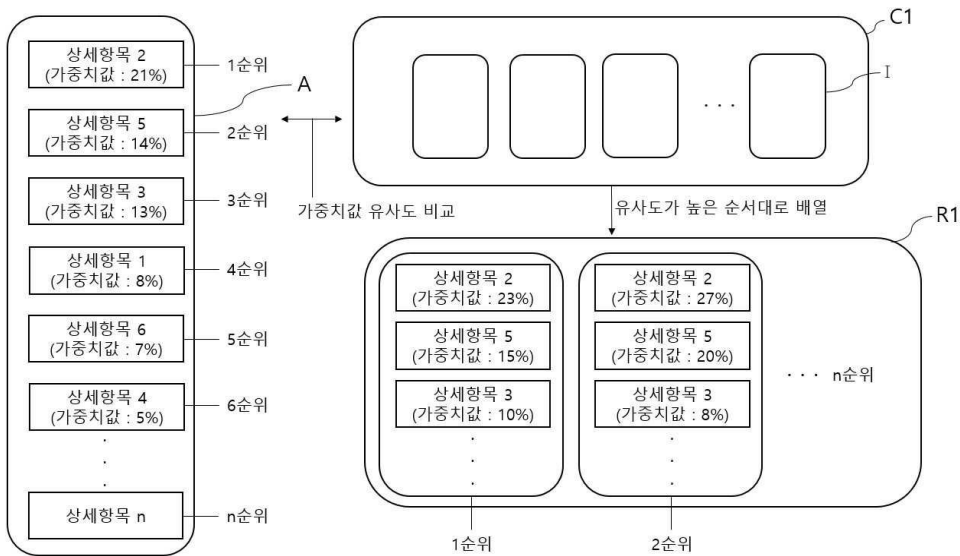 상세항목 2
(가중치값 : 21%)
1순위
상세항목 5
(가중치값 : 14%)
2순위
상세항목 3
(가중치값 : 13%)
3순위
상세항목 1
(가중치값 : 8%)
4순위
상세항목 6
(가중치값 : 7%)
5순위
상세항목 4
(가중치값 : 5%)
6순위
상세항목 n
n순위
A
가중치값 유사도 비교
C1
I
유사도가 높은 순서대로 배열
R1
상세항목 2
(가중치값 : 23%)
상세항목 5
(가중치값 : 15%)
상세항목 3
(가중치값 : 10%)
1순위
상세항목 2
(가중치값 : 27%)
상세항목 5
(가중치값 : 20%)
상세항목 3
(가중치값 : 8%)
2순위
· · · n순위